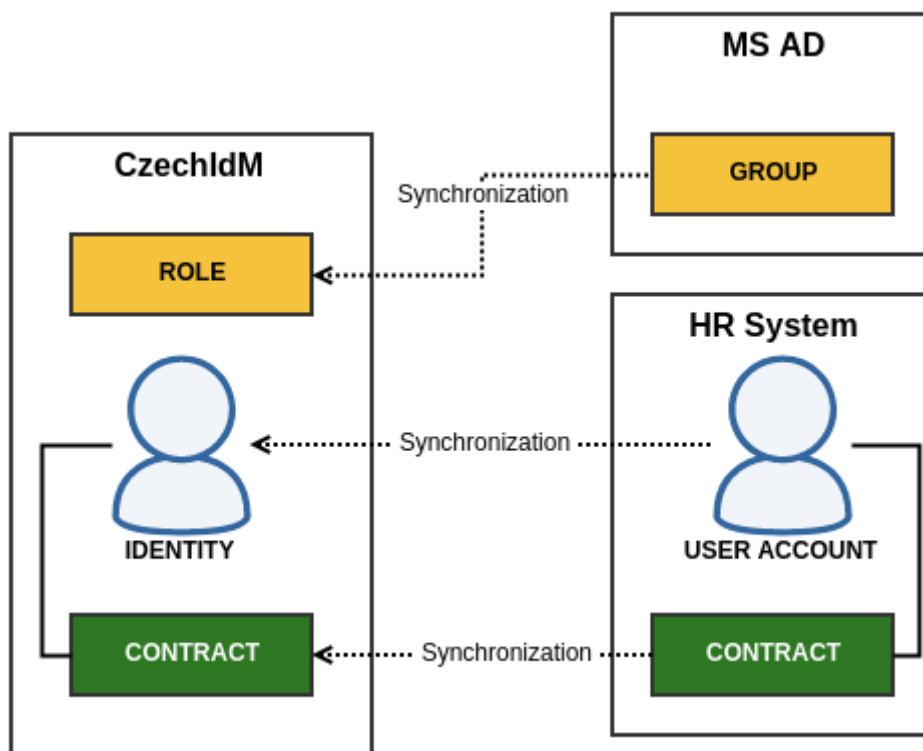 MS AD
GROUP
CzechIdM
Synchronization
ROLE
HR System
Synchronization
IDENTITY
USER ACCOUNT
CONTRACT
Synchronization
CONTRACT